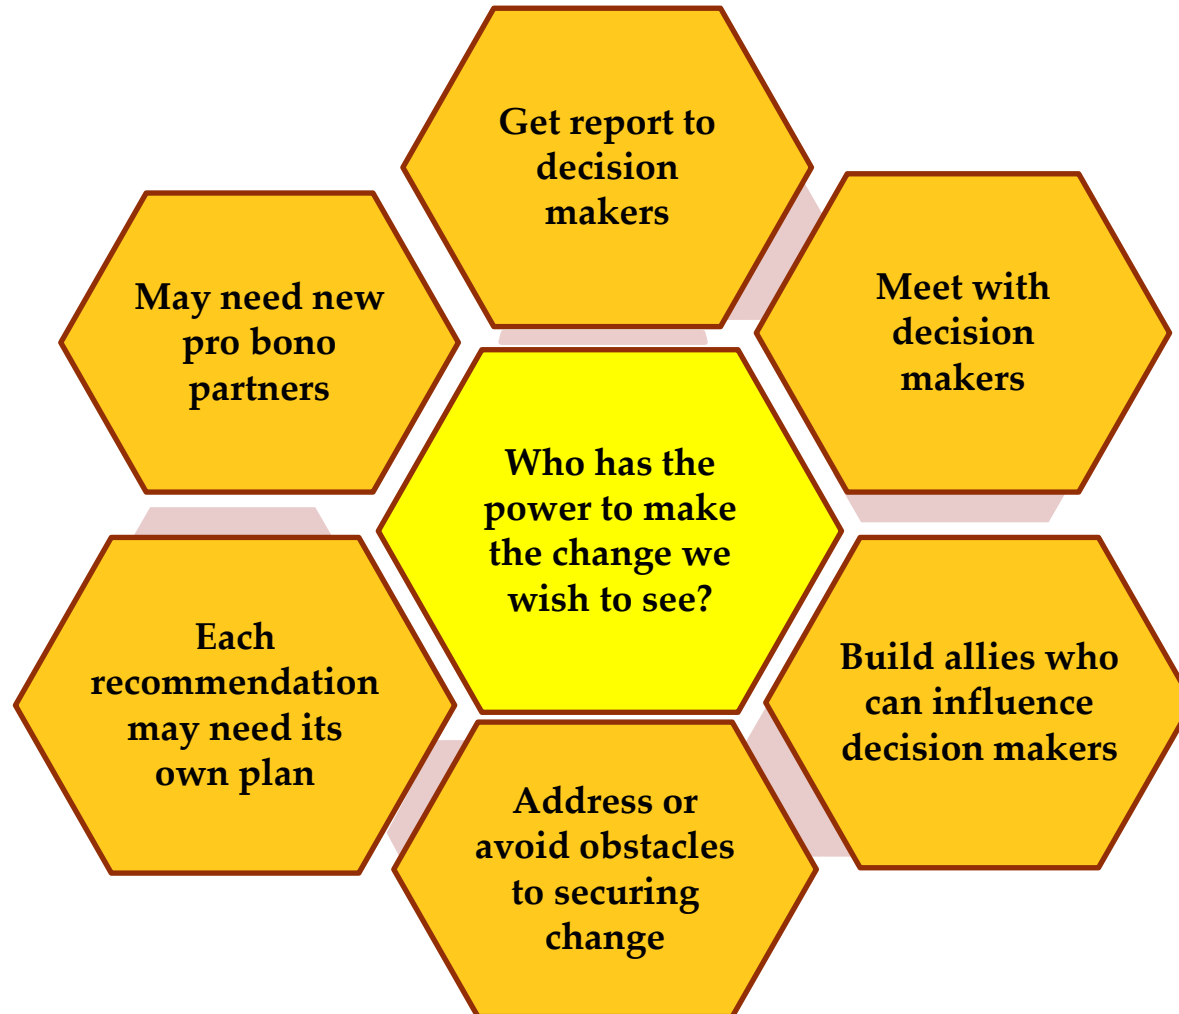 Get report to
decision
makers
Meet with
decision
makers
Build allies who
can influence
decision makers
Address or
avoid obstacles
to securing
change
Each
recommendation
may need its
own plan
May need new
pro bono
partners
Who has the
power to make
the change we
wish to see?